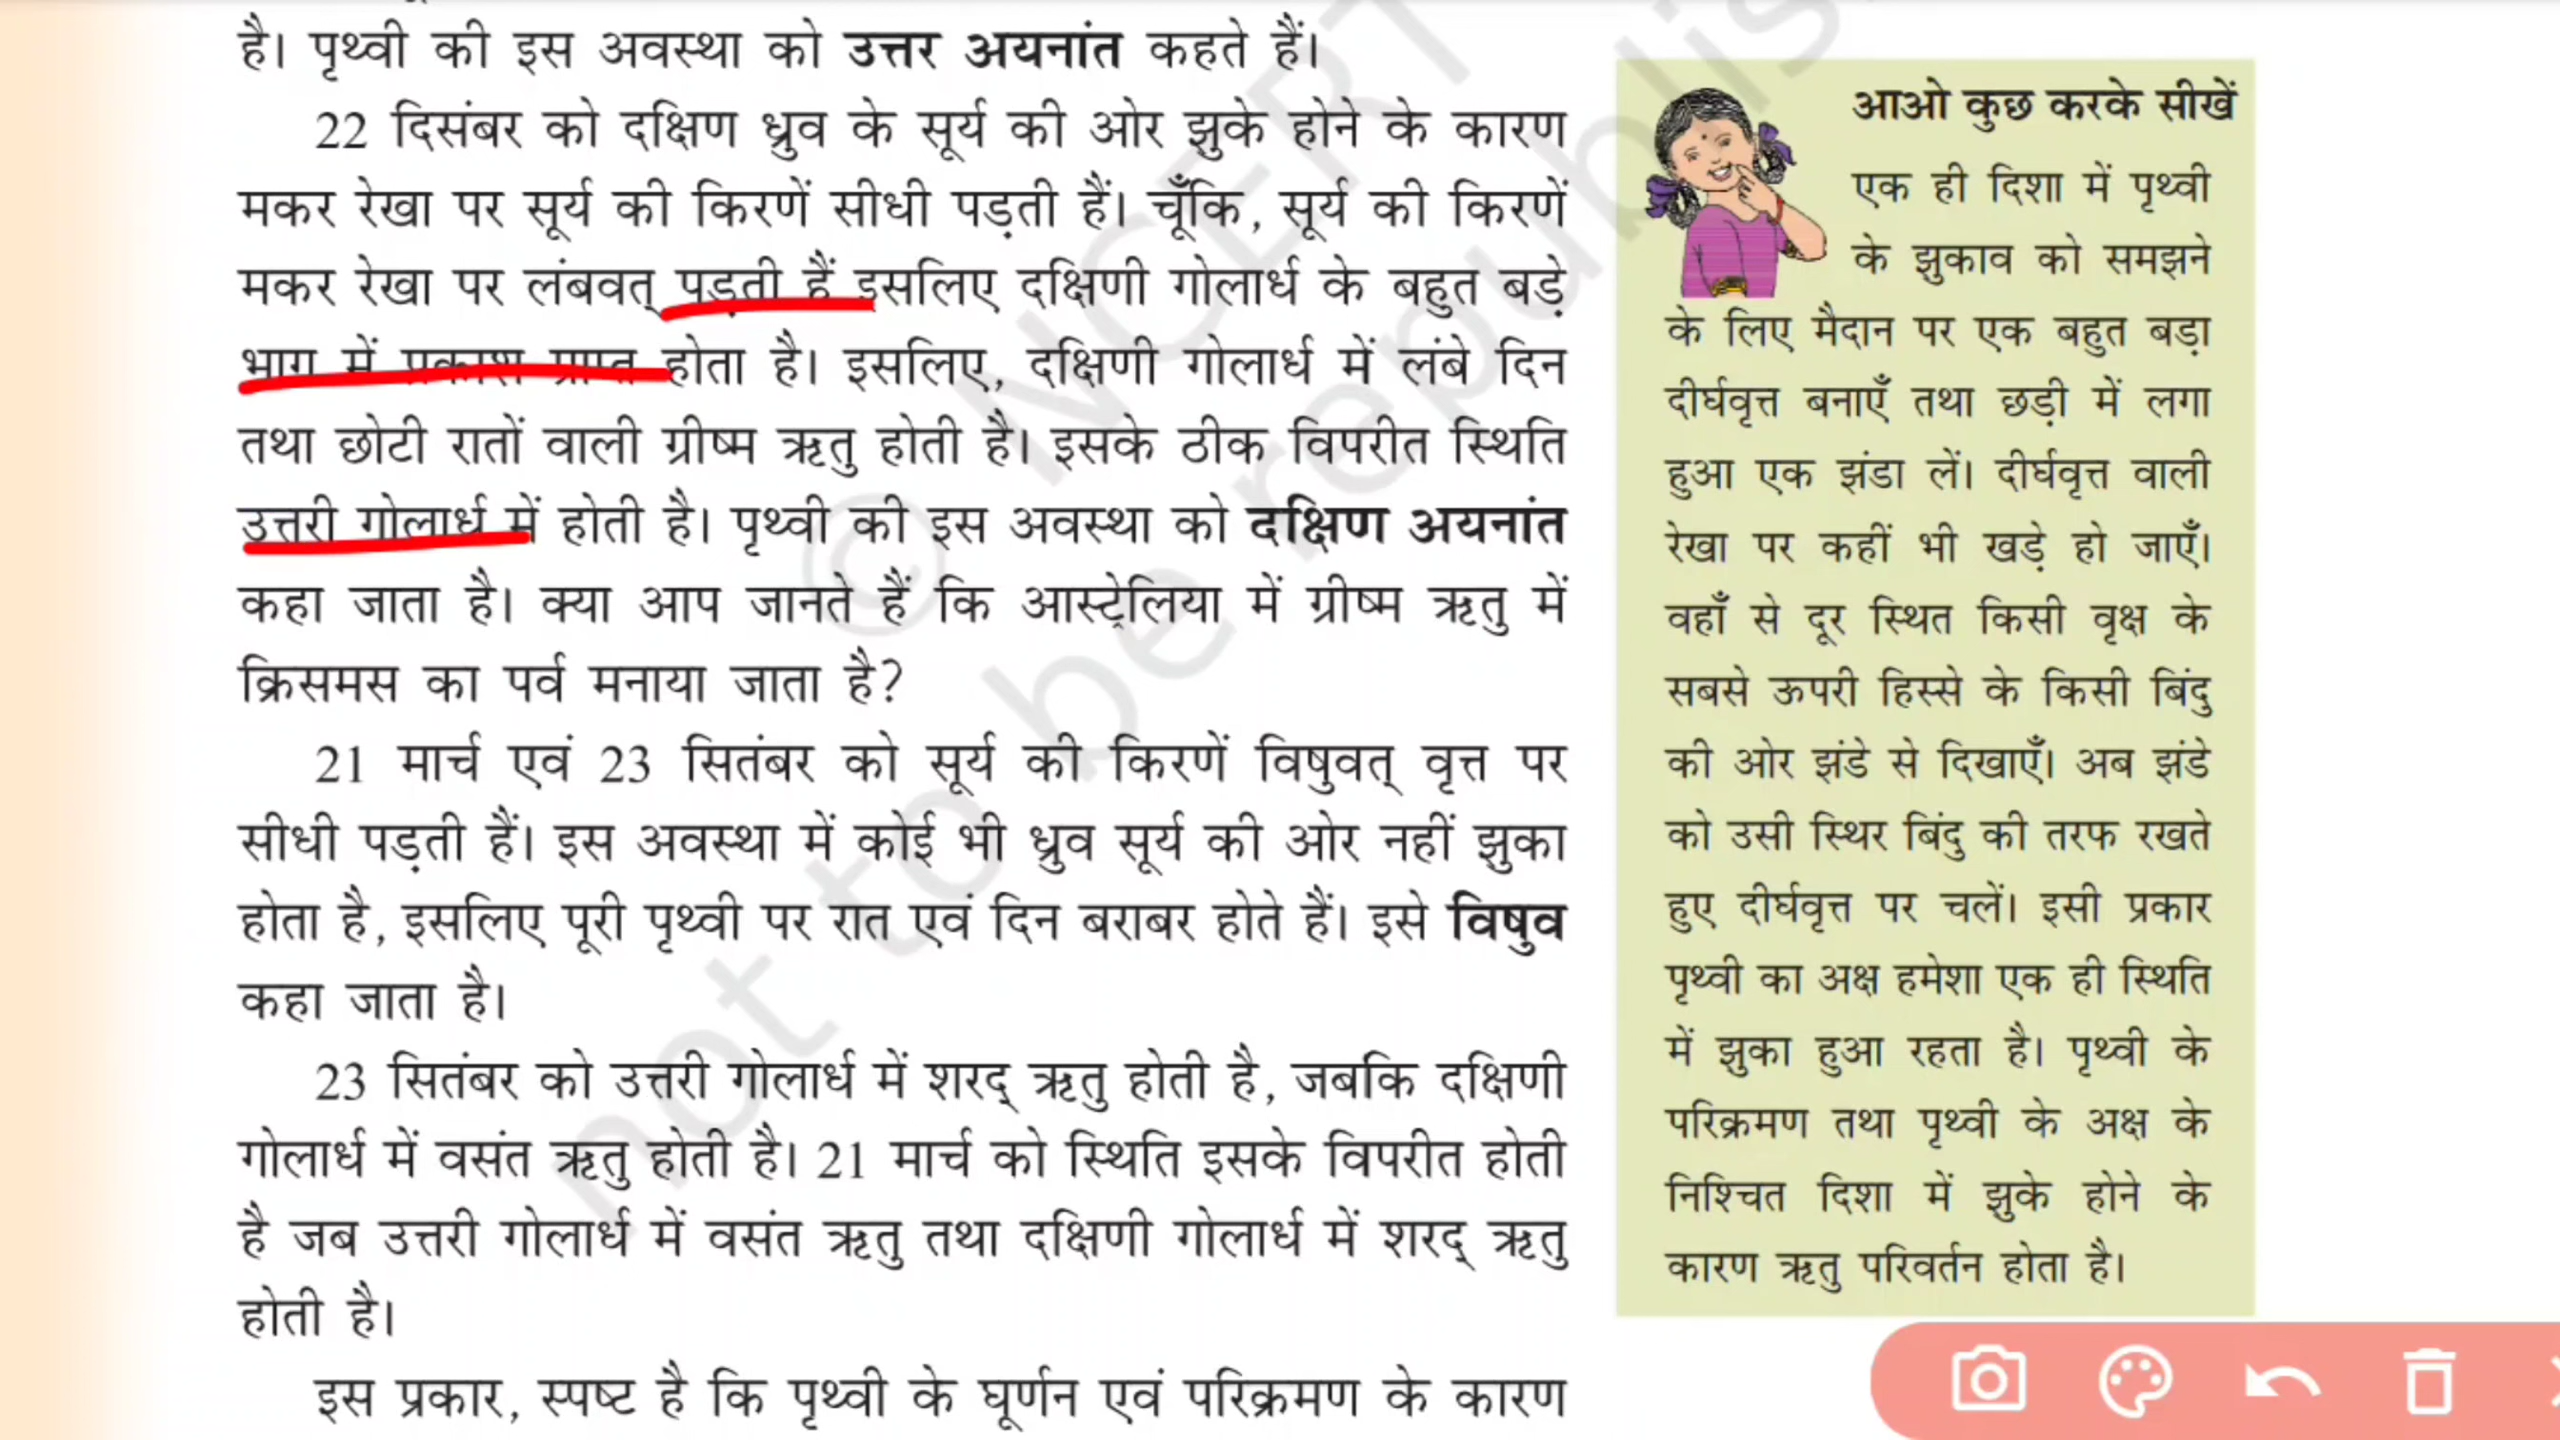 है। पृथ्वी की इस अवस्था को उत्तर अयनांत कहते हैं।
22 दिसंबर को दक्षिण ध्रुव के सूर्य की ओर झुके होने के कारण
मकर रेखा पर सूर्य की किरणें सीधी पड़ती हैं। चूँकि, सूर्य की किरणें
मकर रेखा पर लंबवत् पड़ती हैं इसलिए दक्षिणी गोलार्ध के बहुत बड़े
भाग में प्रकाश प्राप्त होता है। इसलिए, दक्षिणी गोलार्ध में लंबे दिन
तथा छोटी रातों वाली ग्रीष्म ऋतु होती है। इसके ठीक विपरीत स्थिति
उत्तरी गोलार्ध में होती है। पृथ्वी की इस अवस्था को दक्षिण अयनांत
कहा जाता है। क्या आप जानते हैं कि आस्ट्रेलिया में ग्रीष्म ऋतु में
क्रिसमस का पर्व मनाया जाता है?
21 मार्च एवं 23 सितंबर को सूर्य की किरणें विषुवत् वृत्त पर
सीधी पड़ती हैं। इस अवस्था में कोई भी ध्रुव सूर्य की ओर नहीं झुका
होता है, इसलिए पूरी पृथ्वी पर रात एवं दिन बराबर होते हैं। इसे विषुव
कहा जाता है।
23 सितंबर को उत्तरी गोलार्ध में शरद् ऋतु होती है, जबकि दक्षिणी
गोलार्ध में वसंत ऋतु होती है। 21 मार्च को स्थिति इसके विपरीत होती
है जब उत्तरी गोलार्ध में वसंत ऋतु तथा दक्षिणी गोलार्ध में शरद् ऋतु
होती है।
इस प्रकार, स्पष्ट है कि पृथ्वी के घूर्णन एवं परिक्रमण के कारण
आओ कुछ करके सीखें
एक ही दिशा में पृथ्वी
के झुकाव को समझने
के लिए मैदान पर एक बहुत बड़ा
दीर्घवृत्त बनाएँ तथा छड़ी में लगा
हुआ एक झंडा लें। दीर्घवृत्त वाली
रेखा पर कहीं भी खड़े हो जाएँ।
वहाँ से दूर स्थित किसी वृक्ष के
सबसे ऊपरी हिस्से के किसी बिंदु
की ओर झंडे से दिखाएँ। अब झंडे
को उसी स्थिर बिंदु की तरफ रखते
हुए दीर्घवृत्त पर चलें। इसी प्रकार
पृथ्वी का अक्ष हमेशा एक ही स्थिति
में झुका हुआ रहता है। पृथ्वी के
परिक्रमण तथा पृथ्वी के अक्ष के
निश्चित दिशा में झुके होने के
कारण ऋतु परिवर्तन होता है।
© NCERT
not to be republis